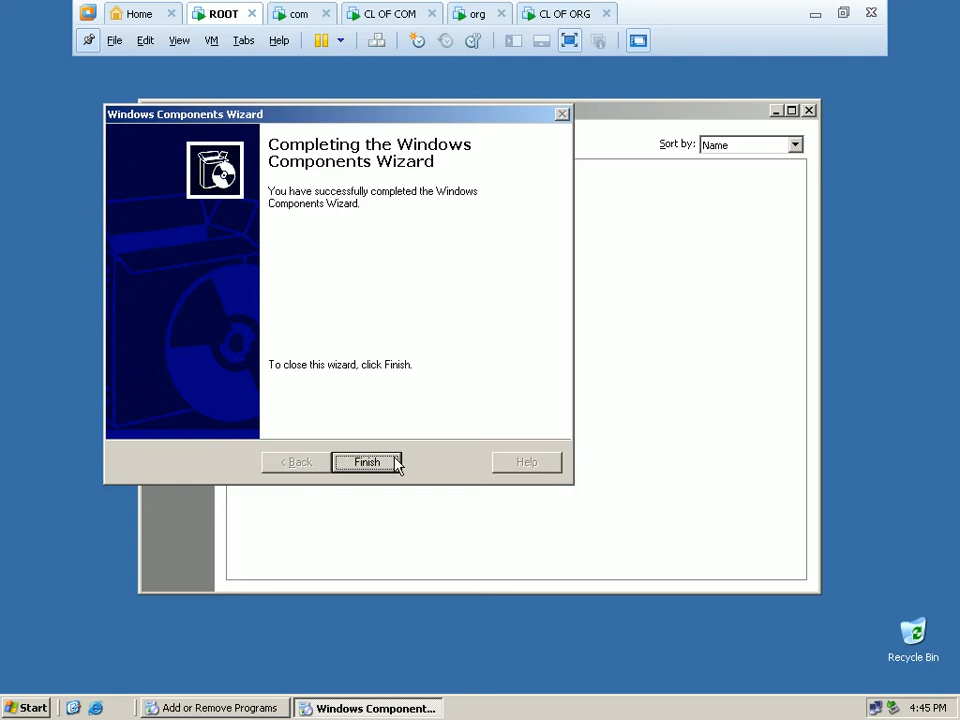 Home
ROOT
com
CL OF COM
org
CL OF ORG
File
Edit
View
VM
Tabs
Help
Windows Components Wizard
Completing the Windows
Components Wizard
You have successfully completed the Windows
Components Wizard.
To close this wizard, click Finish.
< Back
Finish
Help
Sort by:
Name
Recycle Bin
Start
Add or Remove Programs
Windows Component...
4:45 PM